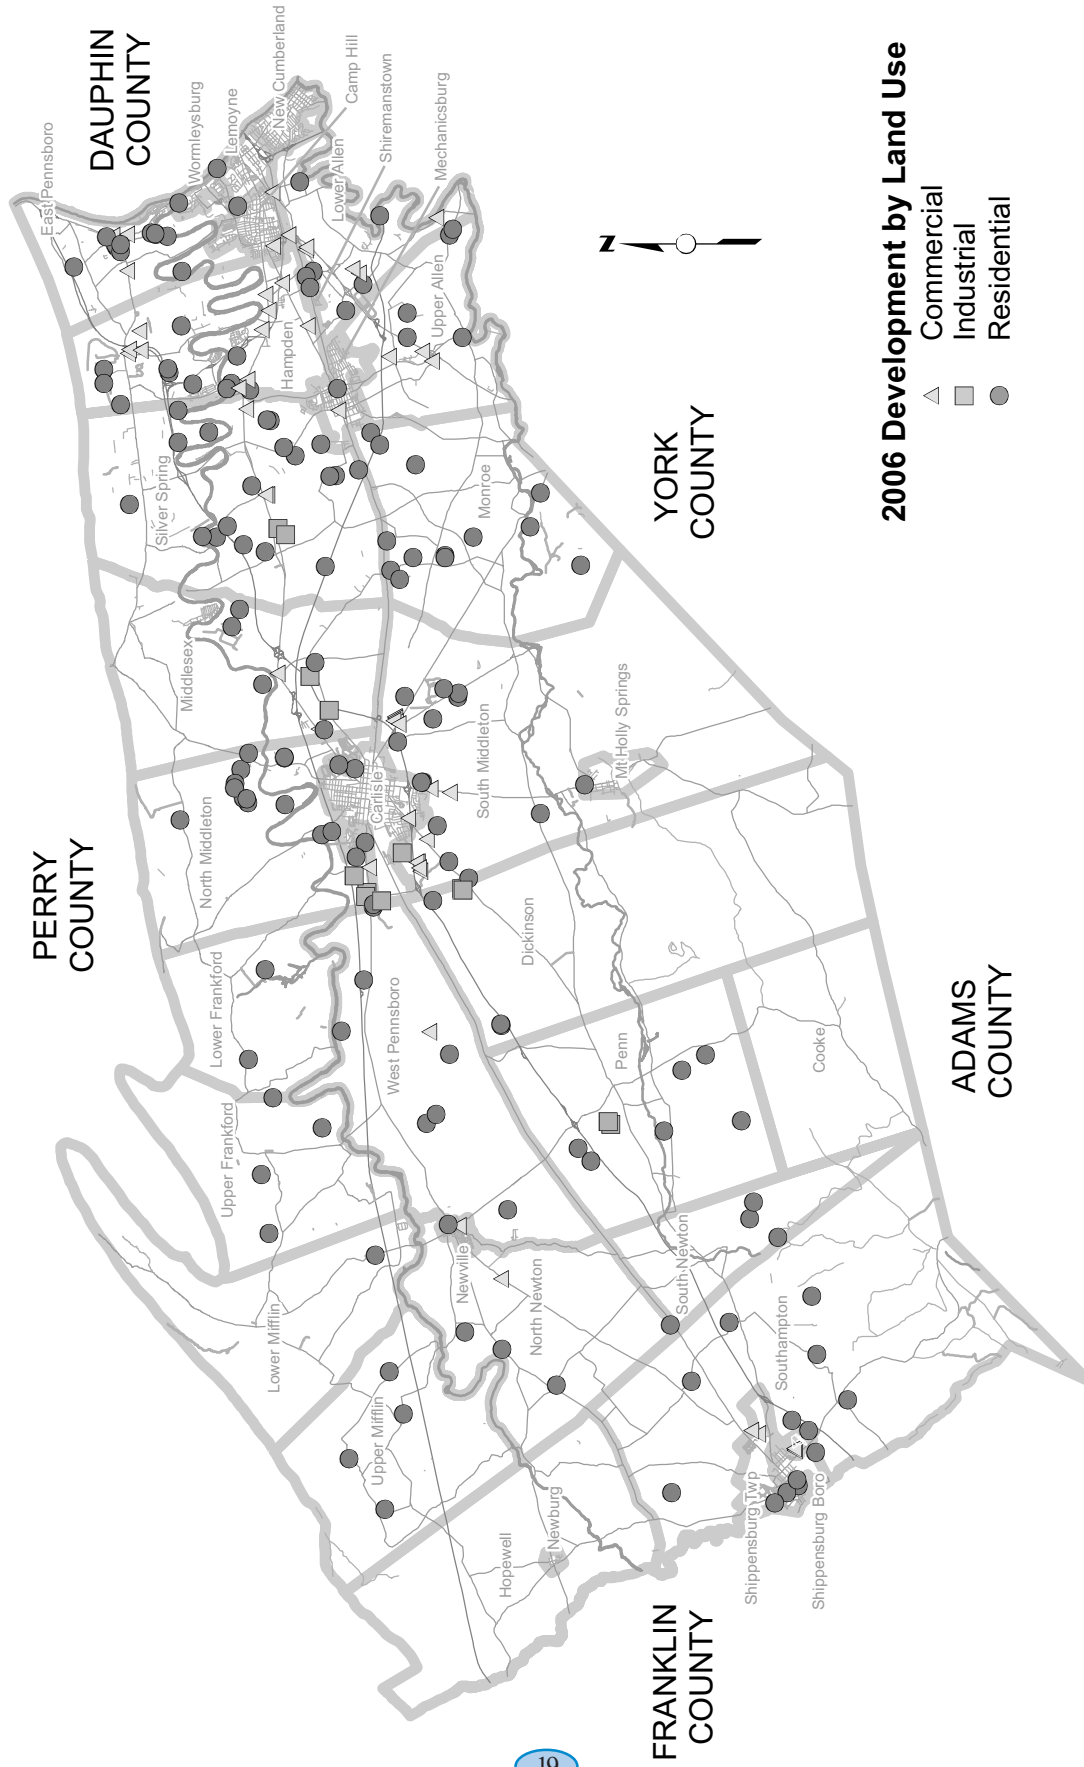 PERRY
COUNTY
DAUPHIN
COUNTY
FRANKLIN
COUNTY
ADAMS
COUNTY
YORK
COUNTY
East Pennsboro
Wormleysburg
Lemoyne
New Cumberland
Camp Hill
Shiremanstown
Mechanicsburg
Lower Allen
Upper Allen
Hampden
Silver Spring
Monroe
Middlesex
North Middleton
Carlisle
South Middleton
Mt Holly Springs
Dickinson
Lower Frankford
West Pennsboro
Penn
Cooke
Upper Frankford
Lower Mifflin
Newville
North Newton
South Newton
Southampton
Upper Mifflin
Hopewell
Newburg
Shippensburg Twp
Shippensburg Boro
N
2006 Development by Land Use
Commercial
Industrial
Residential
19